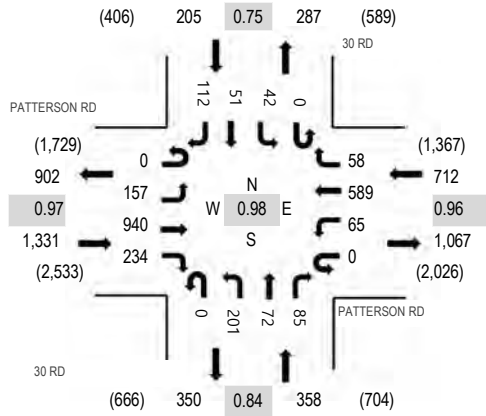 (406) 205 0.75 287 (589)
30 RD
112 51 42 0
PATTERSON RD
(1,729) (1,367)
0 58
902 712
N
157 589
0.97 W 0.98 E 0.96
940 65
S
1,331 1,067
234 0
(2,533) (2,026)
0 201 72 85
PATTERSON RD
30 RD
(666) 350 0.84 358 (704)